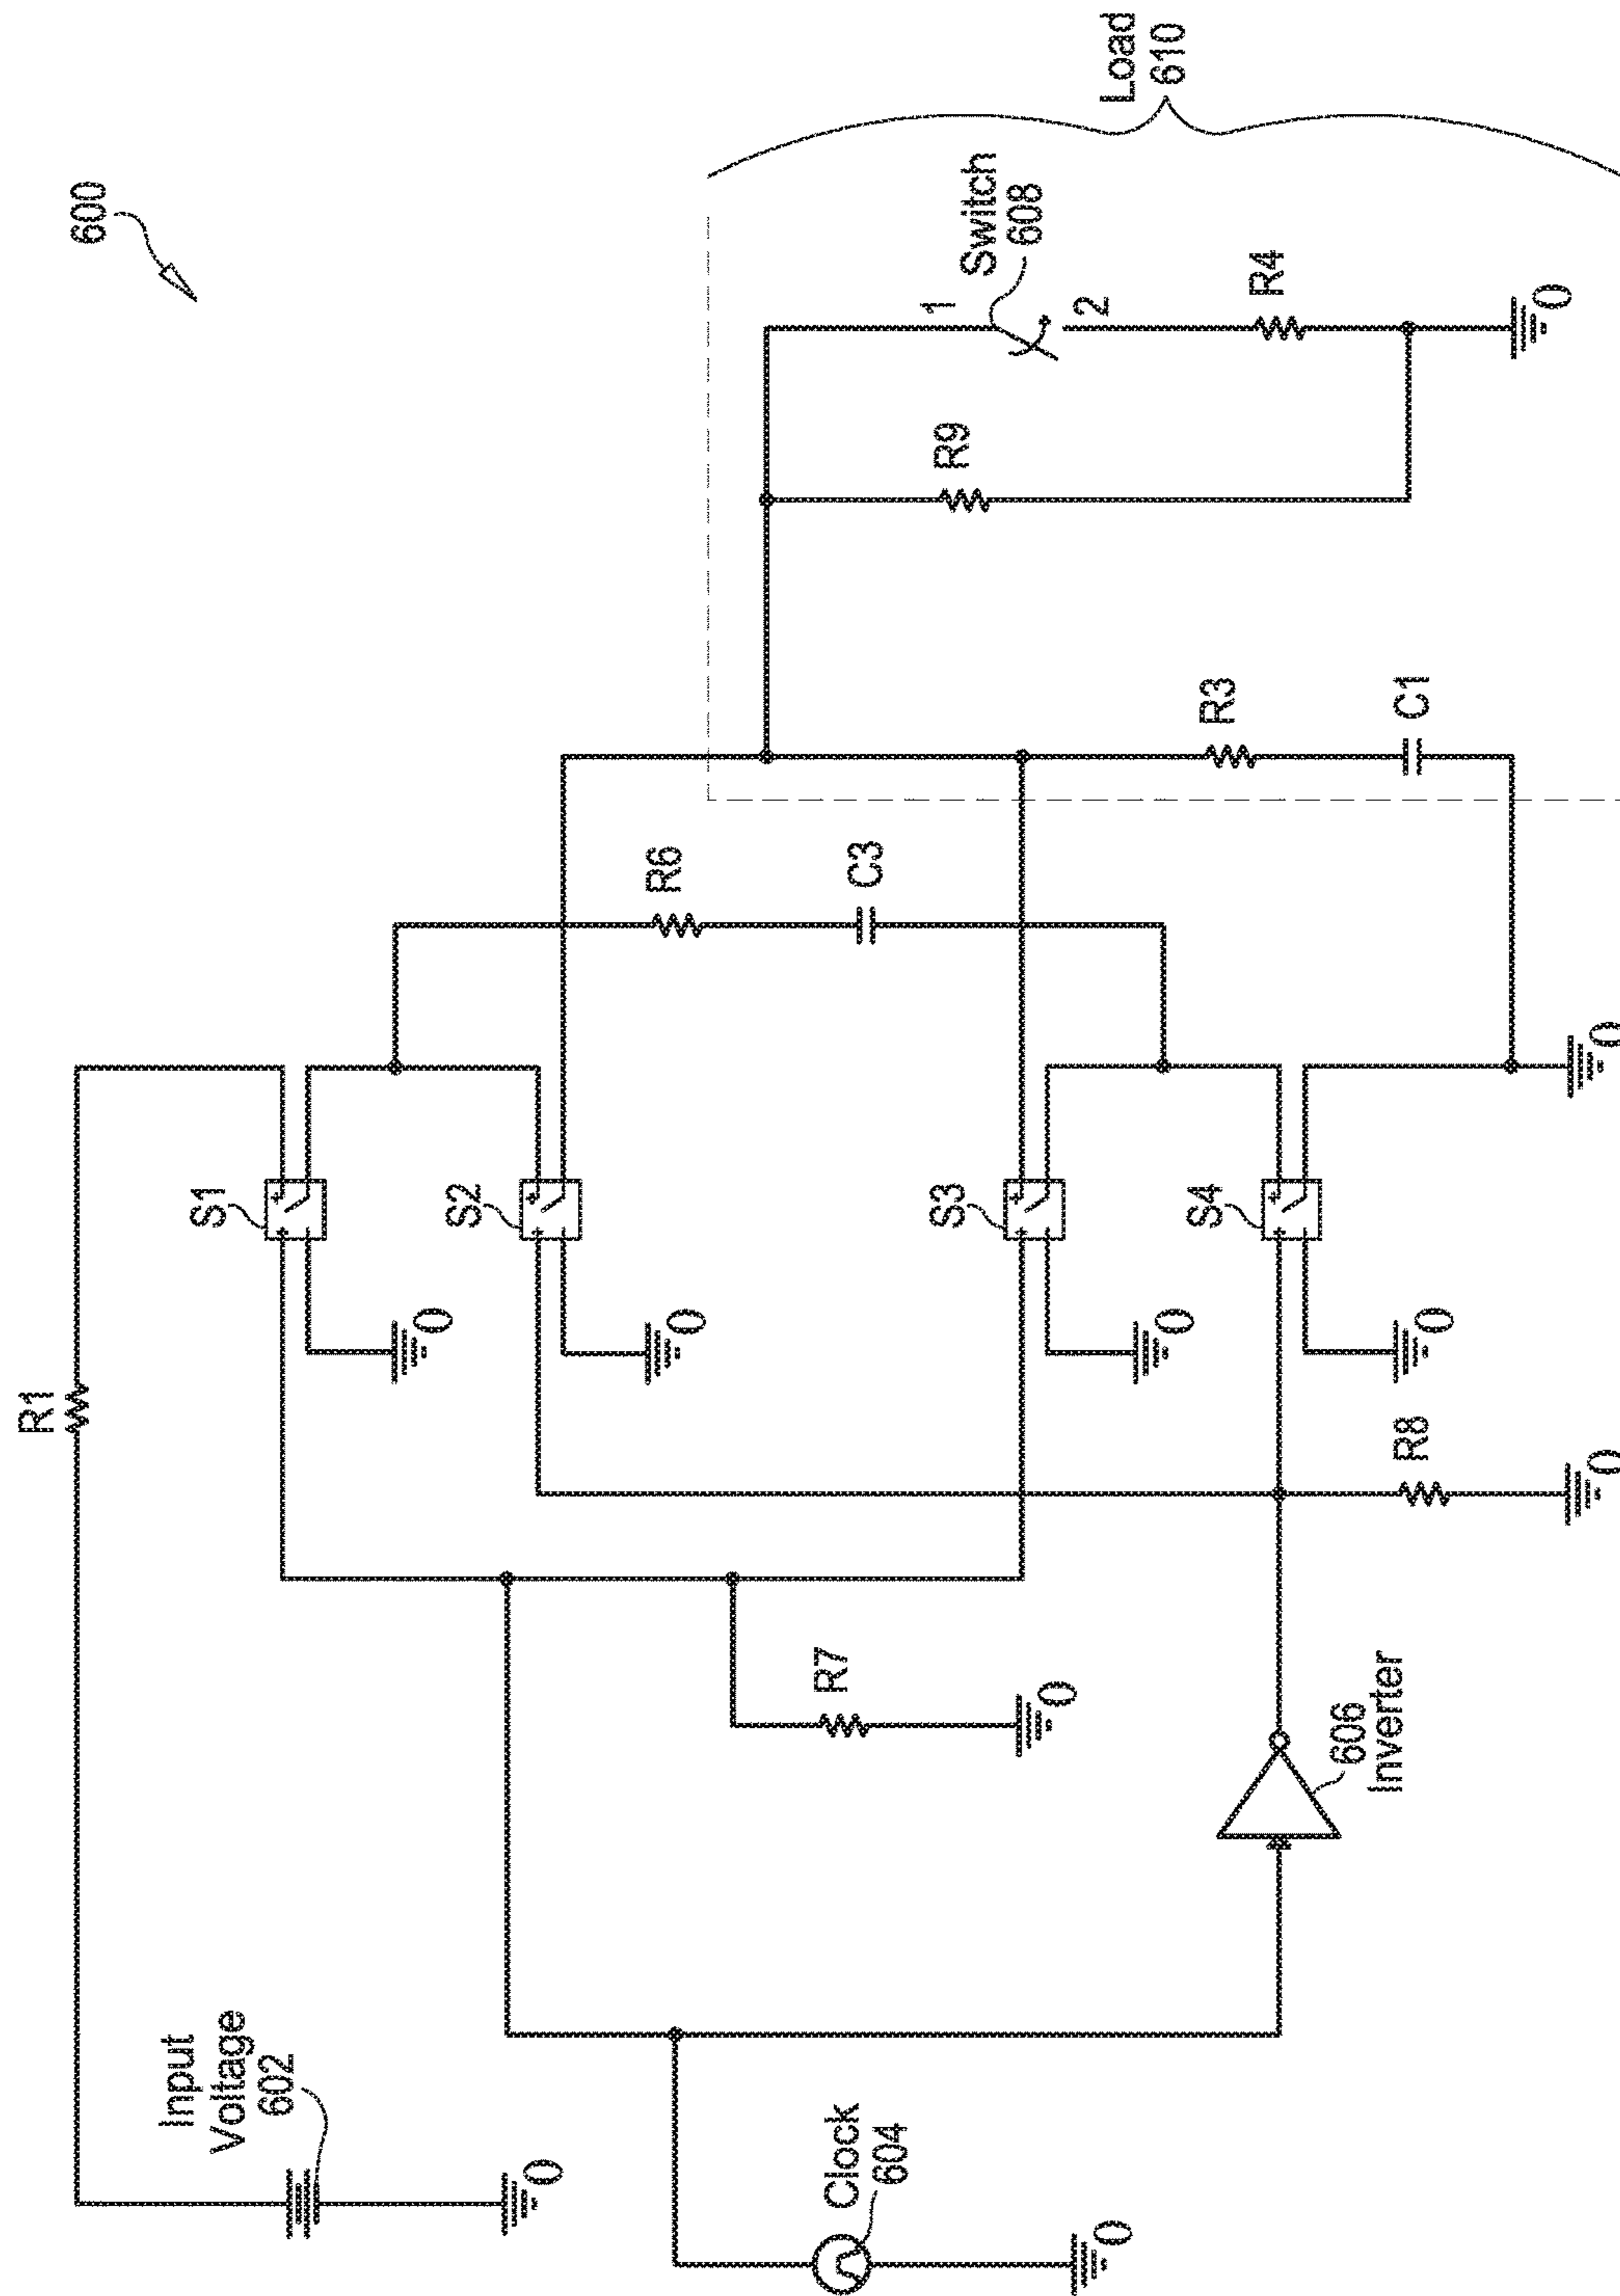 600
R1
Input
Voltage
602
S1
0
S2
0
R6
C3
Load
610
Switch
608
1
2
R9
R4
0
Clock
604
0
0
R7
0
S3
0
S4
0
R3
C1
606
Inverter
R8
0
0